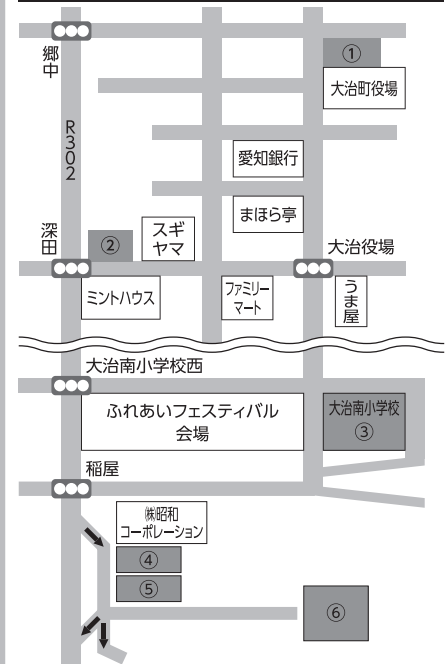 郷中
①
大治町役場
R302
愛知銀行
まほら亭
深田
②
スギ
ヤマ
大治役場
ミントハウス
ファミリー
マート
うま屋
大治南小学校西
ふれあいフェスティバル
会場
大治南小学校
③
稲屋
㈱昭和
コーポレーション
④
⑤
⑥